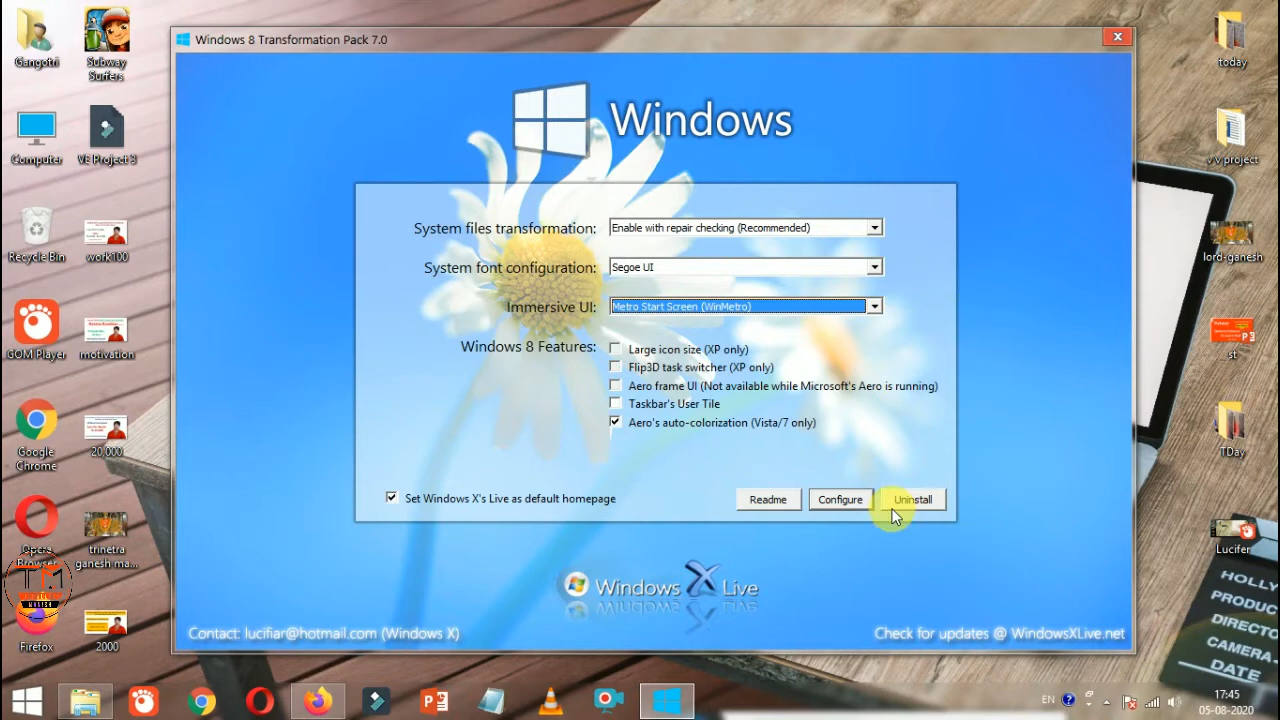 Windows 8 Transformation Pack 7.0
Windows
System files transformation:
Enable with repair checking (Recommended)
System font configuration:
Segoe UI
Immersive UI:
Metro Start Screen (WinMetro)
Windows 8 Features:
Large icon size (XP only)
Flip3D task switcher (XP only)
Aero frame UI (Not available while Microsoft's Aero is running)
Taskbar's User Tile
Aero's auto-colorization (Vista/7 only)
Set Windows X's Live as default homepage
Readme
Configure
Uninstall
Windows X Live
Contact: lucifiar@hotmail.com (Windows X)
Check for updates @ WindowsXLive.net
Gangotri
Subway
Surfers
Computer
VE Project 3
Recycle Bin
work100
GOM Player
motivation
Google
Chrome
20,000
Opera
Browser
trinetra
ganesh ma...
TM
Firefox
2000
today
v v project
lord-ganesh
st
TDay
Lucifer
HOLLY
PRODUC
DIRECTO
CAMERA
DATE
EN
17:45
05-08-2020